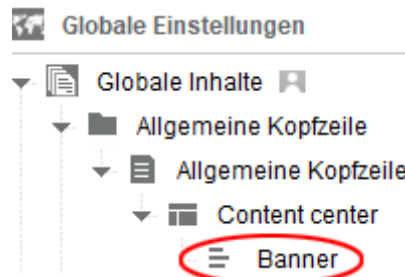 Globale Einstellungen
Globale Inhalte
Allgemeine Kopfzeile
Allgemeine Kopfzeile
Content center
Banner